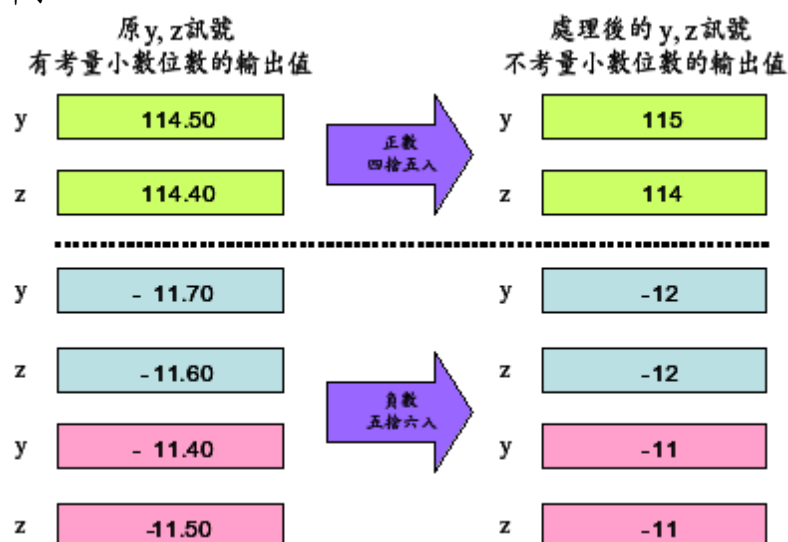 原y, z訊號
有考量小數位數的輸出值
處理後的 y, z訊號
不考量小數位數的輸出值
y 114.50
正數
四捨五入
y 115
z 114.40
z 114
y - 11.70
y -12
z -11.60
z -12
負數
五捨六入
y - 11.40
y -11
z -11.50
z -11